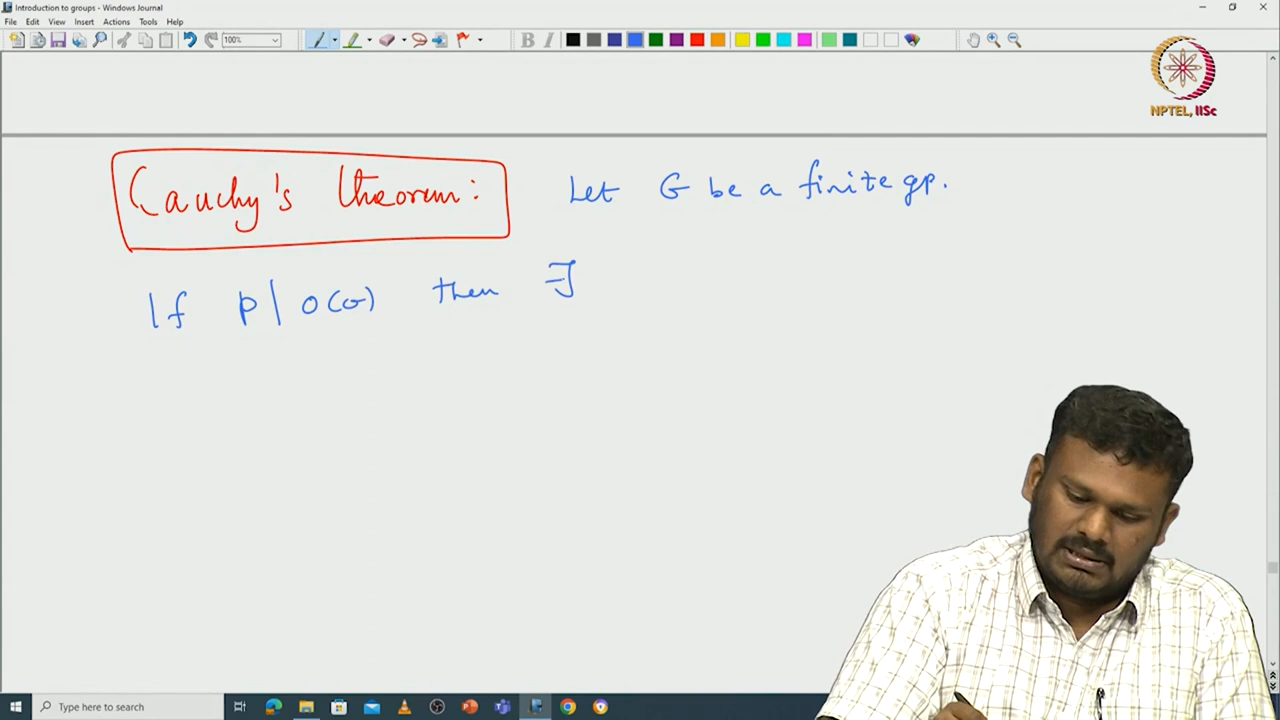 Introduction to groups - Windows Journal
File Edit View Insert Actions Tools Help
100% B I
NPTEL, IISc
Cauchy's theorem: Let G be a finite gp.
If p | o(G) then ∃
Type here to search